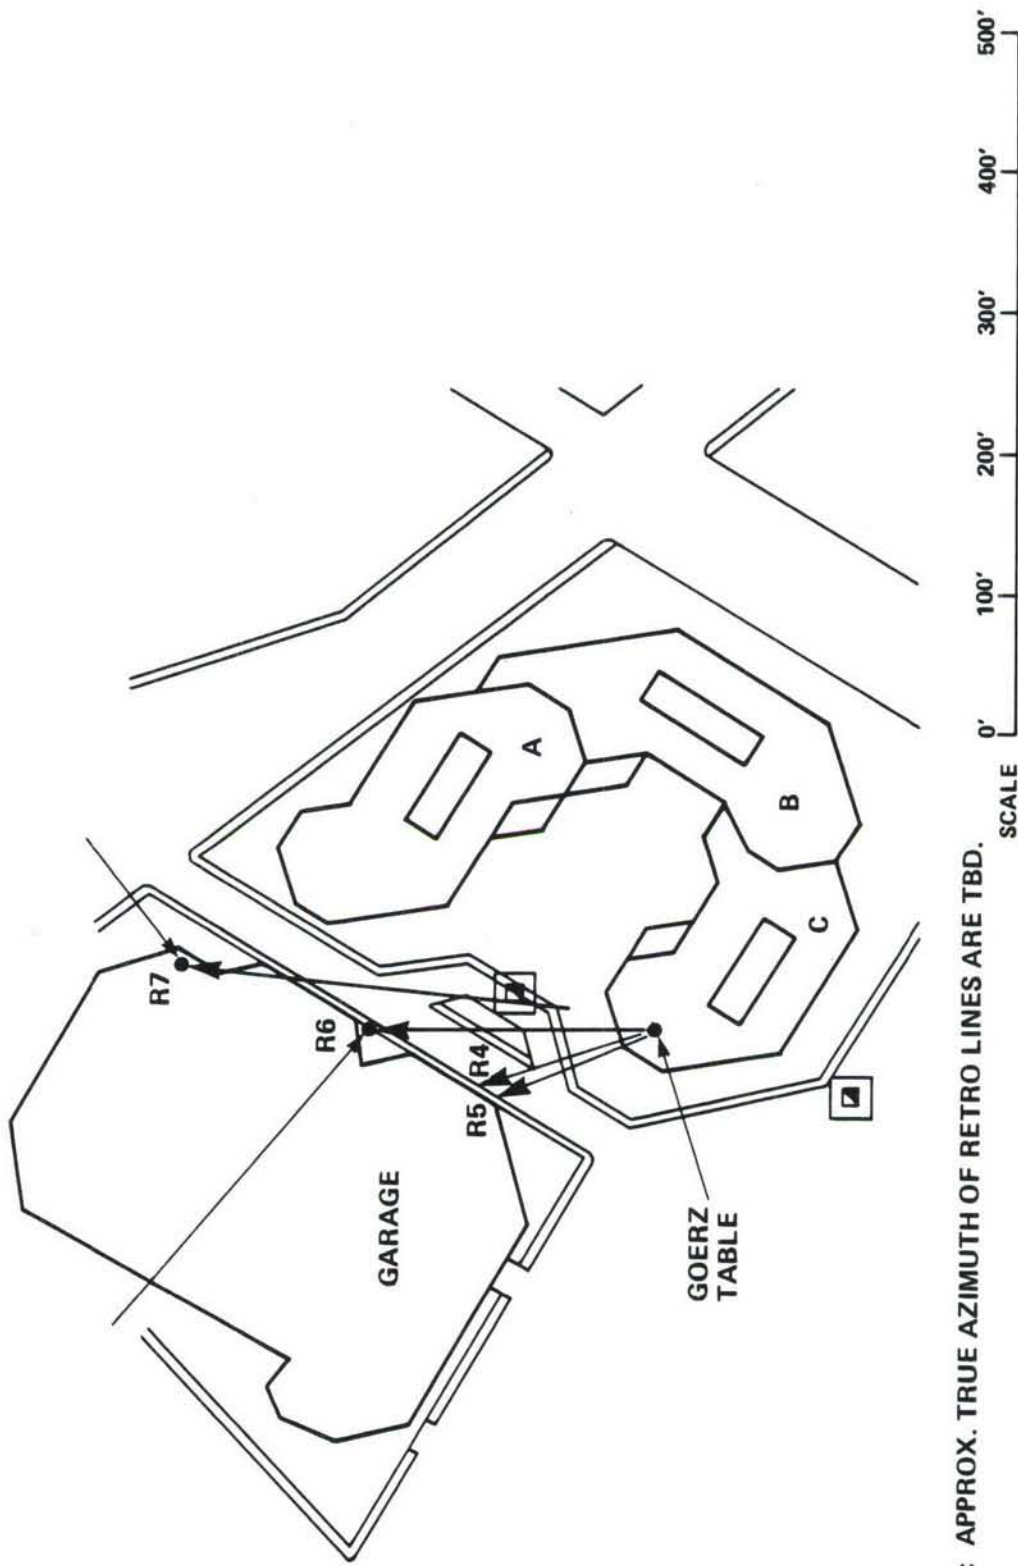 R7
R6
R4
R5
GARAGE
A
B
C
GOERZ
TABLE
: APPROX. TRUE AZIMUTH OF RETRO LINES ARE TBD.
SCALE
0' 100' 200' 300' 400' 500'